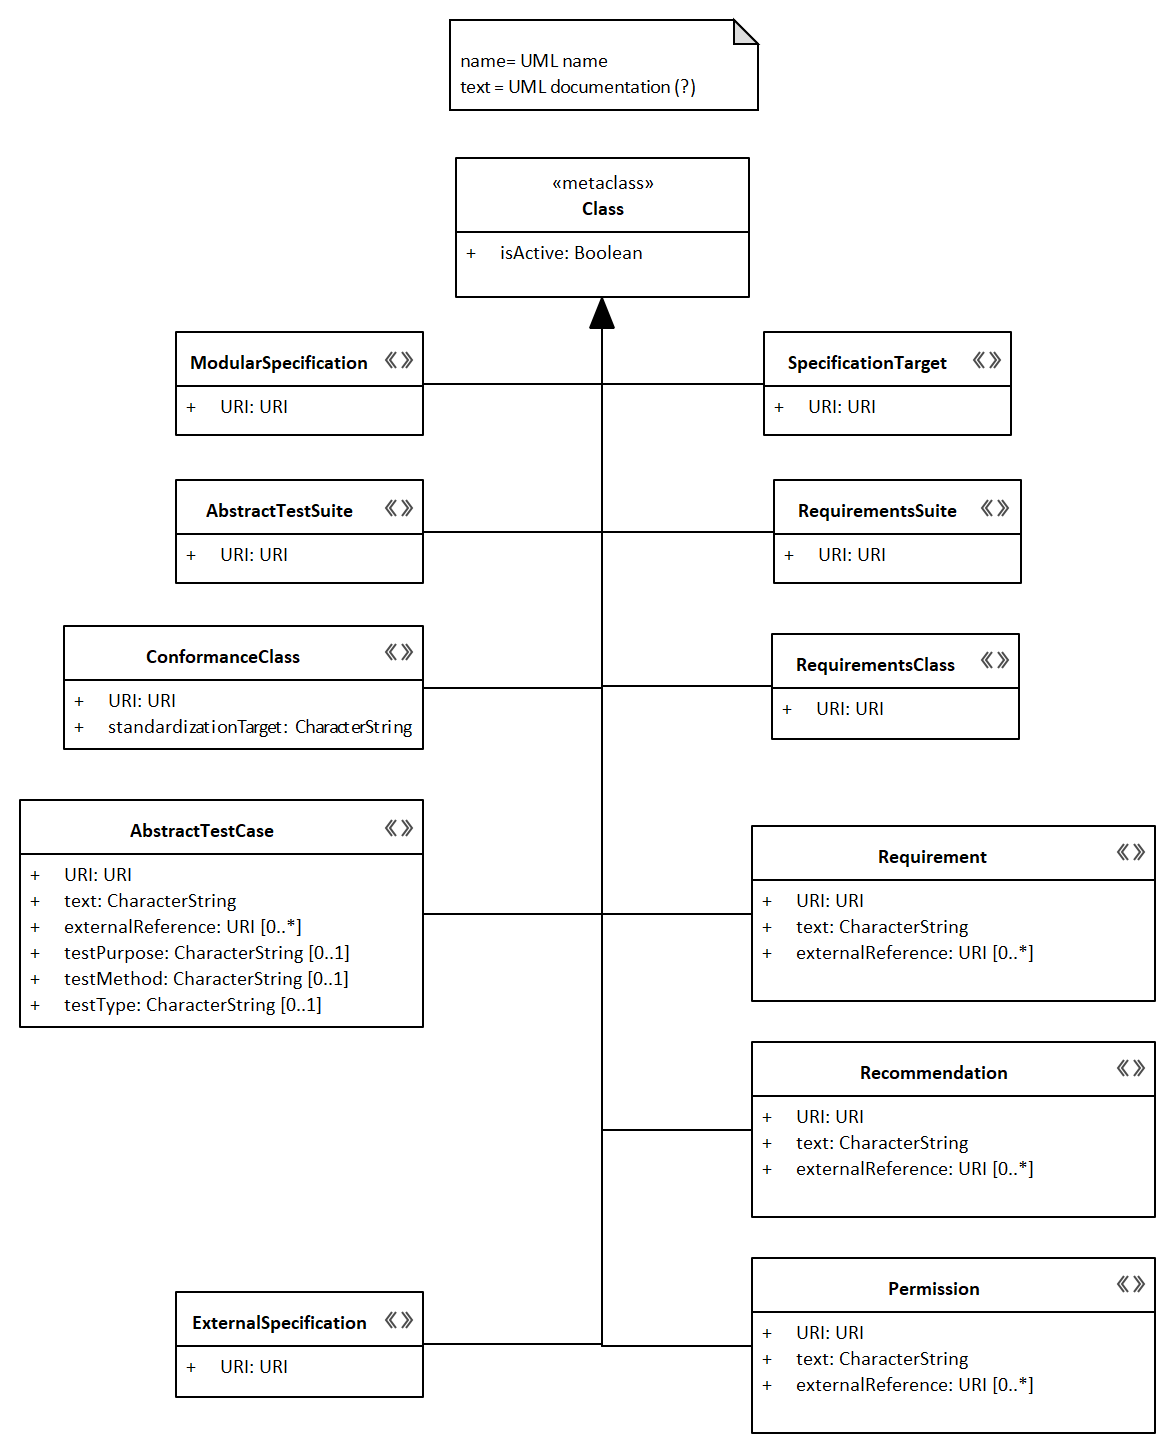 name= UML name
text = UML documentation (?)
«metaclass»
Class
+ isActive: Boolean
ModularSpecification «»
+ URI: URI
SpecificationTarget «»
+ URI: URI
AbstractTestSuite «»
+ URI: URI
RequirementsSuite «»
+ URI: URI
ConformanceClass «»
+ URI: URI
+ standardizationTarget: CharacterString
RequirementsClass «»
+ URI: URI
AbstractTestCase «»
+ URI: URI
+ text: CharacterString
+ externalReference: URI [0..*]
+ testPurpose: CharacterString [0..1]
+ testMethod: CharacterString [0..1]
+ testType: CharacterString [0..1]
Requirement «»
+ URI: URI
+ text: CharacterString
+ externalReference: URI [0..*]
Recommendation «»
+ URI: URI
+ text: CharacterString
+ externalReference: URI [0..*]
ExternalSpecification «»
+ URI: URI
Permission «»
+ URI: URI
+ text: CharacterString
+ externalReference: URI [0..*]